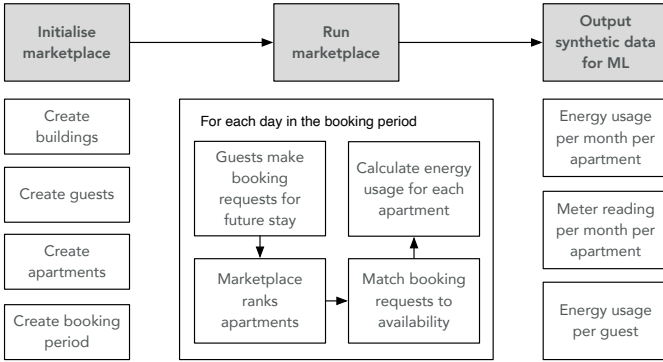 Initialise
marketplace
Run
marketplace
Output
synthetic data
for ML
Create
buildings
Create guests
Create
apartments
Create booking
period
For each day in the booking period
Guests make
booking
requests for
future stay
Marketplace
ranks
apartments
Match booking
requests to
availability
Calculate energy
usage for each
apartment
Energy usage
per month per
apartment
Meter reading
per month per
apartment
Energy usage
per guest